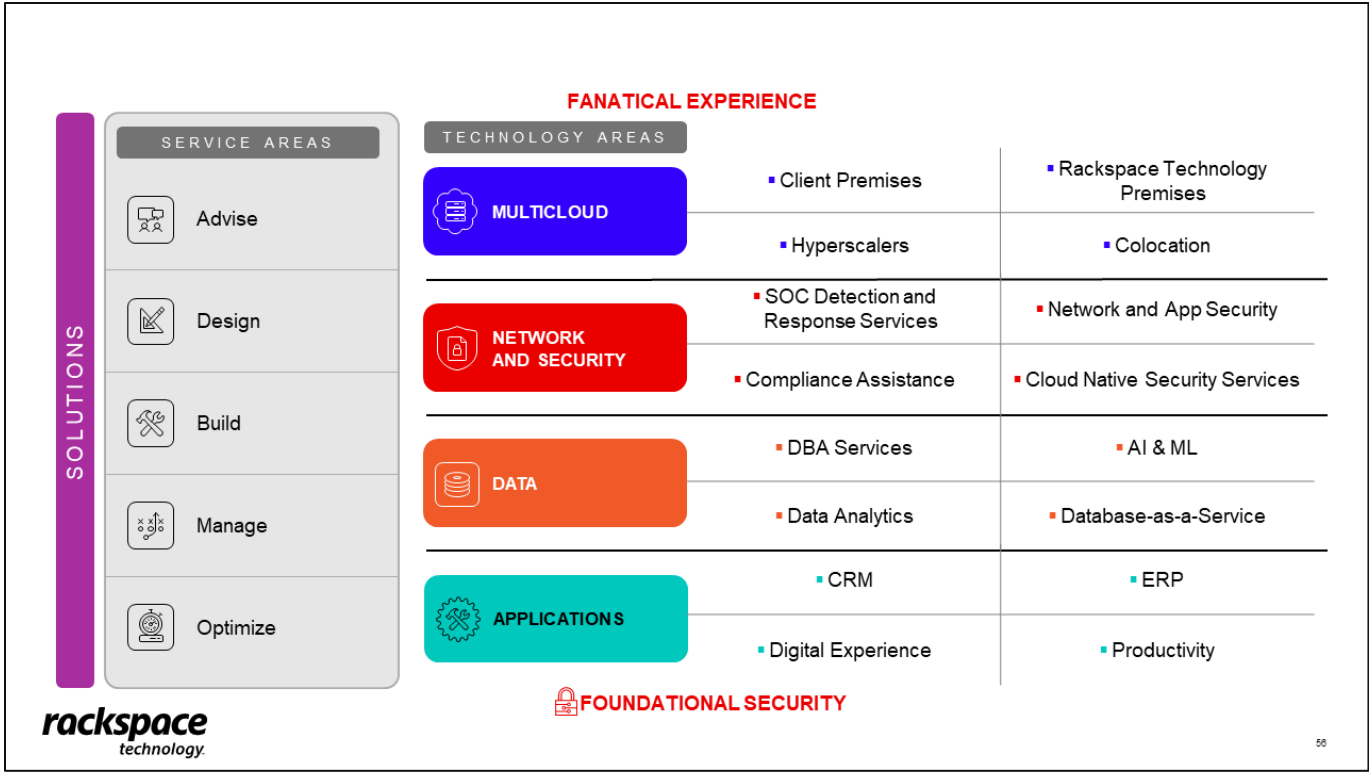 FANATICAL EXPERIENCE
SOLUTIONS
SERVICE AREAS
Advise
Design
Build
Manage
Optimize
TECHNOLOGY AREAS
MULTICLOUD
▪ Client Premises
▪ Rackspace Technology
Premises
▪ Hyperscalers
▪ Colocation
NETWORK
AND SECURITY
▪ SOC Detection and
Response Services
▪ Network and App Security
▪ Compliance Assistance
▪ Cloud Native Security Services
DATA
▪ DBA Services
▪ AI & ML
▪ Data Analytics
▪ Database-as-a-Service
APPLICATIONS
▪ CRM
▪ ERP
▪ Digital Experience
▪ Productivity
FOUNDATIONAL SECURITY
rackspace
technology.
56